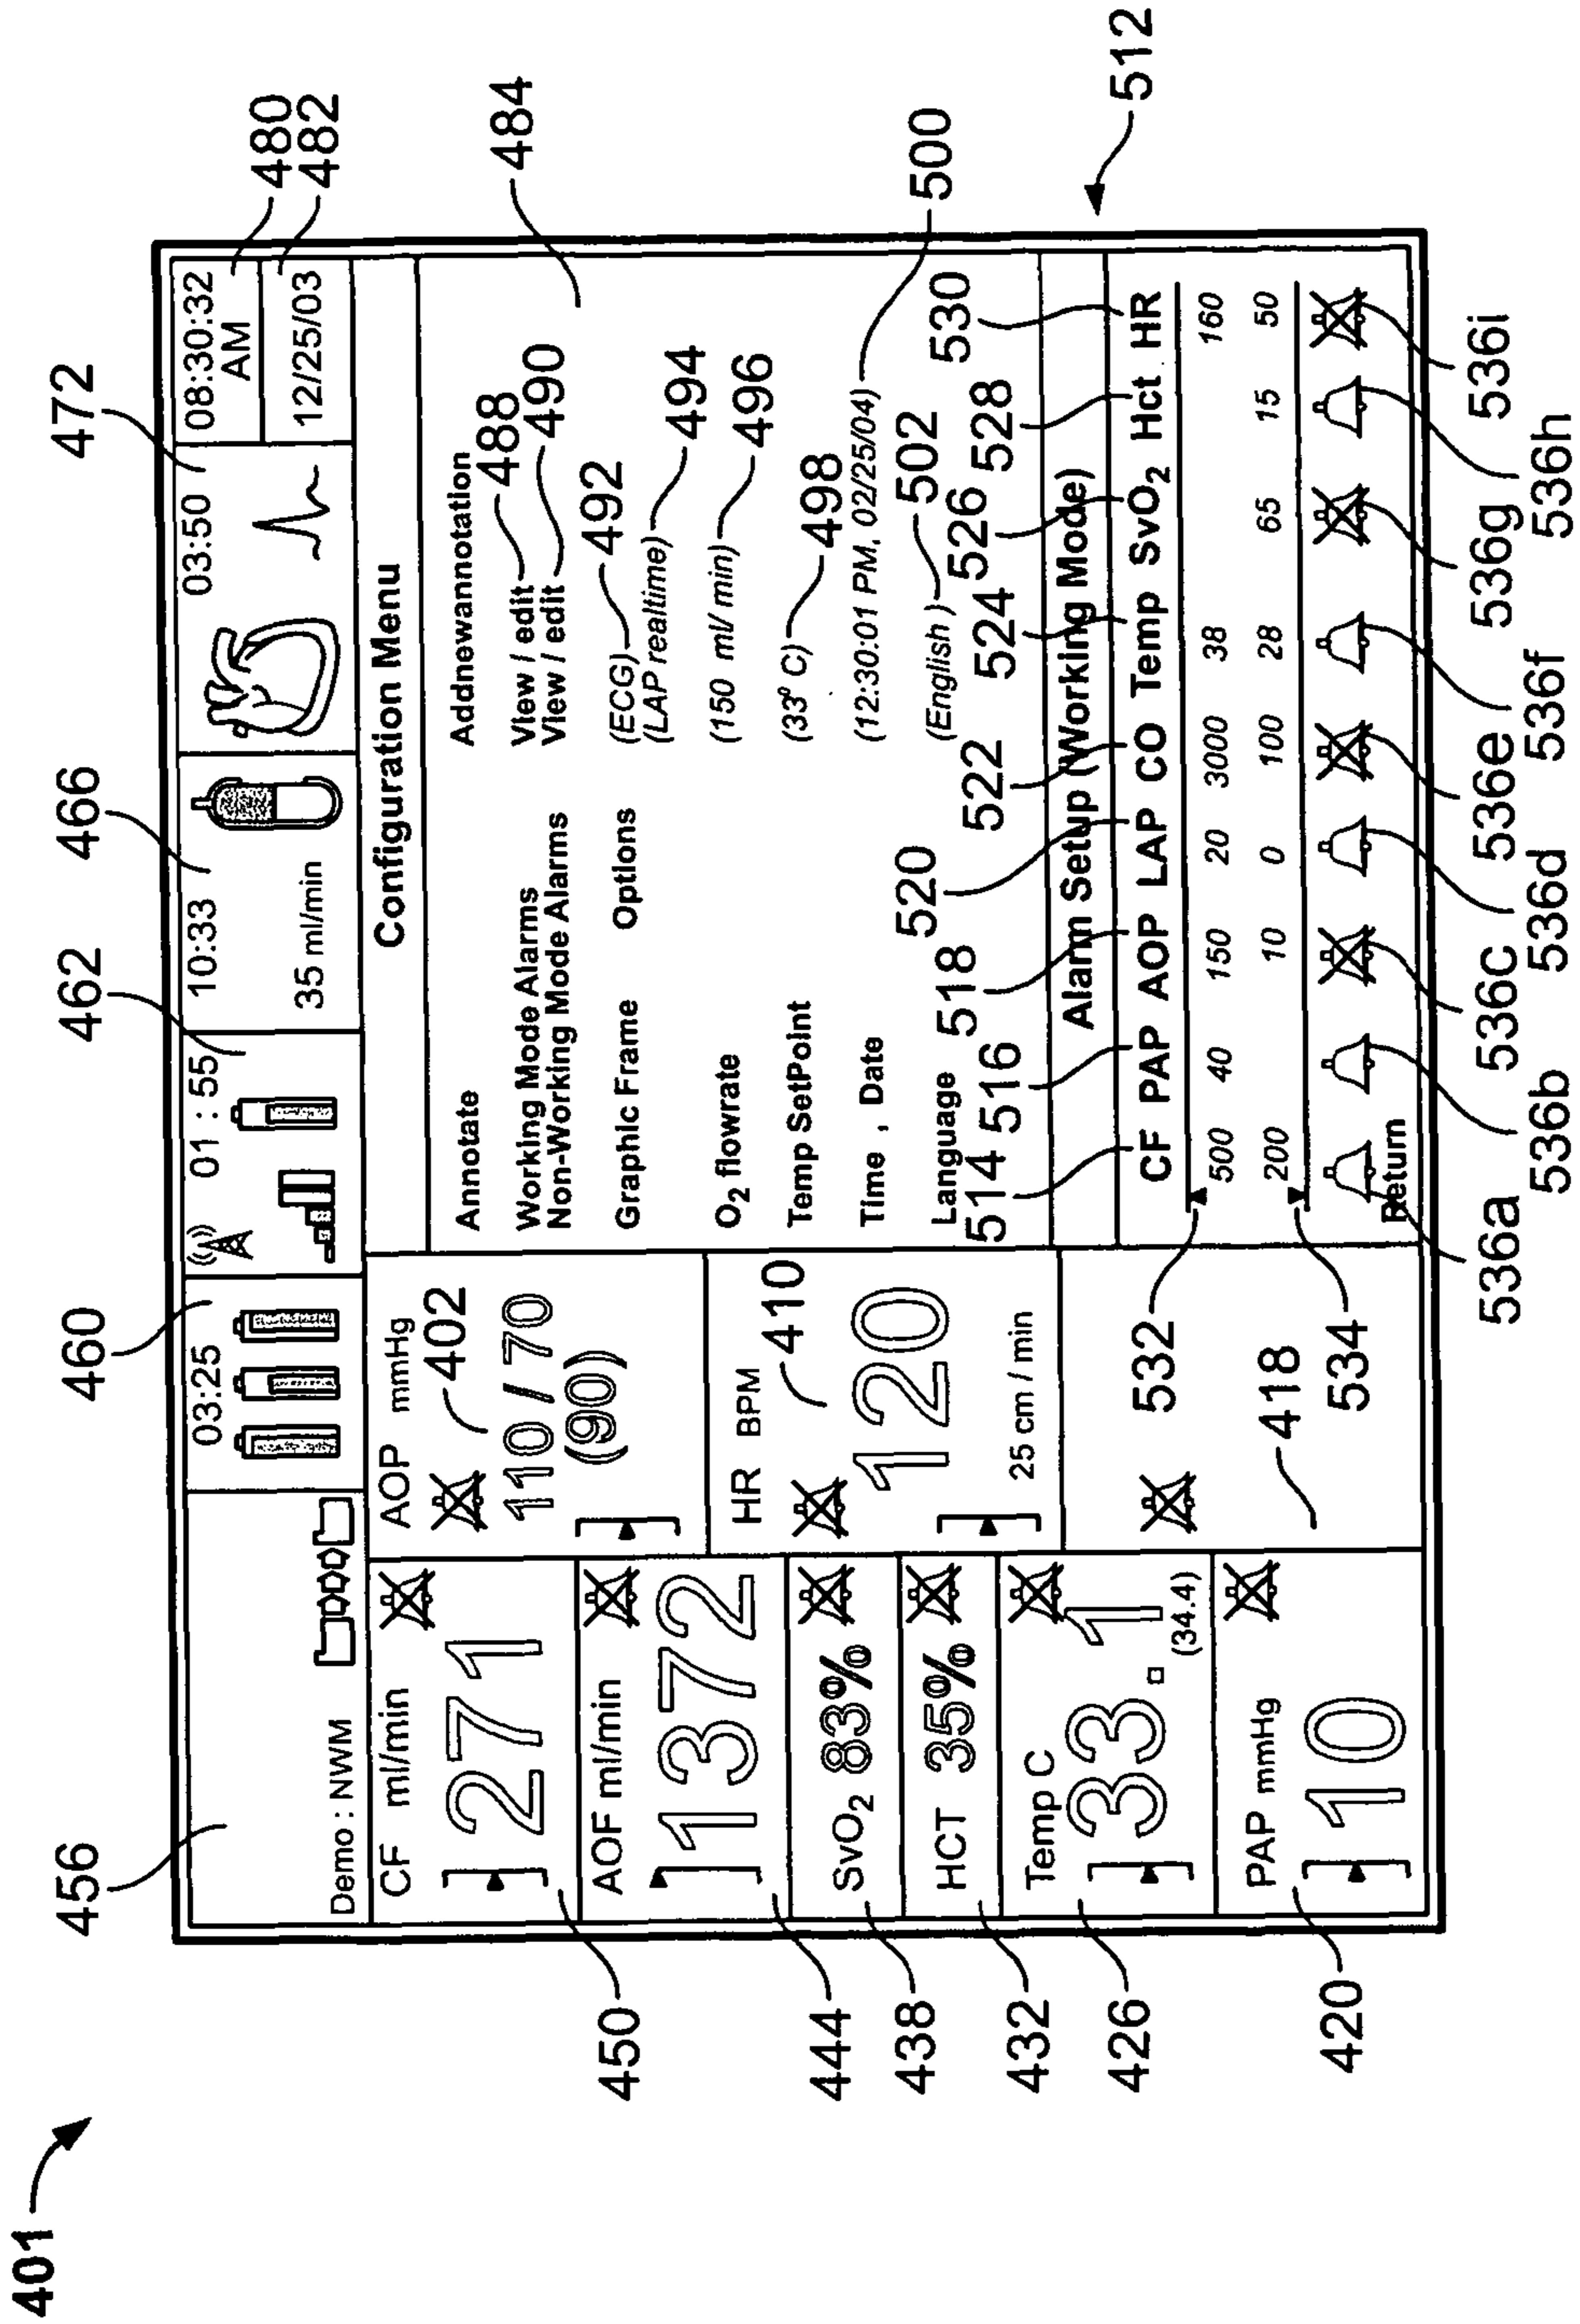 401
456
460
462
466
472
Demo : NWM
03:25
01 : 55
10:33
35 ml/min
03:50
08:30:32
AM
12/25/03
480
482
CF ml/min
271
450
AOF ml/min
1372
444
SvO2 83%
438
HCT 35%
432
Temp C
33.1
(34.4)
426
PAP mmHg
10
420
AOP mmHg
402
110 / 70
(90)
HR BPM
410
120
25 cm / min
418
Configuration Menu
484
Annotate Addnewannotation
Working Mode Alarms View / edit 488
Non-Working Mode Alarms View / edit 490
Graphic Frame Options (ECG) 492
(LAP realtime) 494
O2 flowrate (150 ml/ min) 496
Temp SetPoint (33⁰ C) 498
Time , Date (12:30:01 PM, 02/25/04) 500
Language (English ) 502
514 516 518 520 522 524 526 528 530
Alarm Setup (Working Mode)
512
CF PAP AOP LAP CO Temp SvO2 Hct HR
532
500 40 150 20 3000 38 160
534
200 10 0 100 28 65 15 50
Return
536a 536b 536c 536d 536e 536f 536g 536h 536i